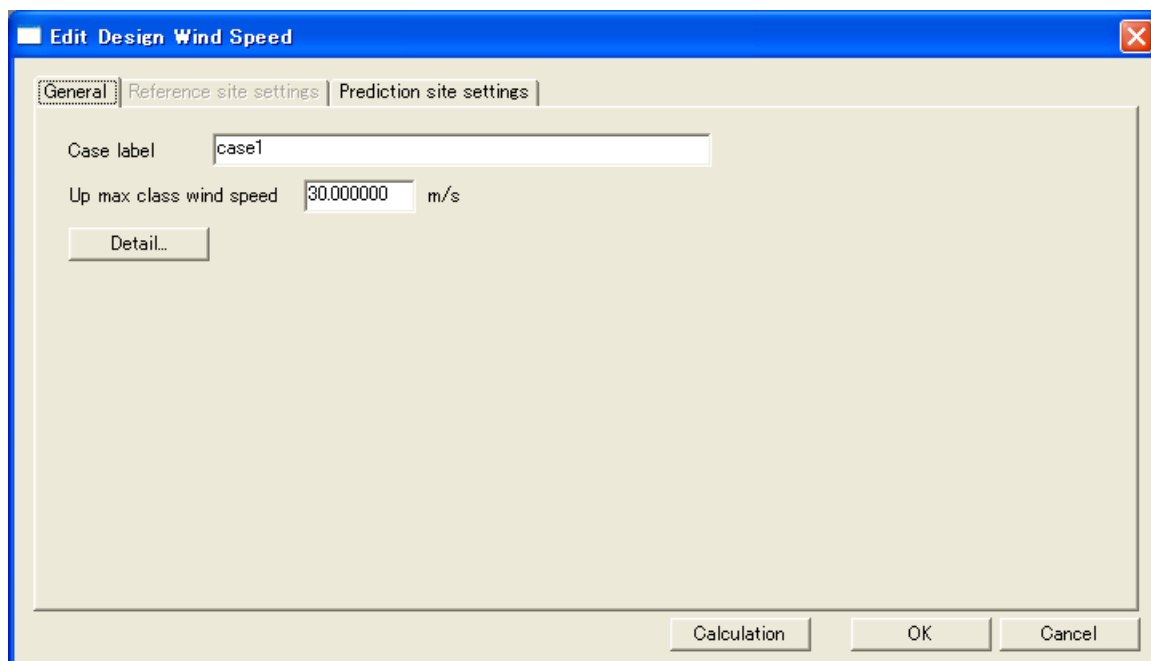 Edit Design Wind Speed
General Reference site settings Prediction site settings
Case label case1
Up max class wind speed 30.000000 m/s
Detail...
Calculation OK Cancel